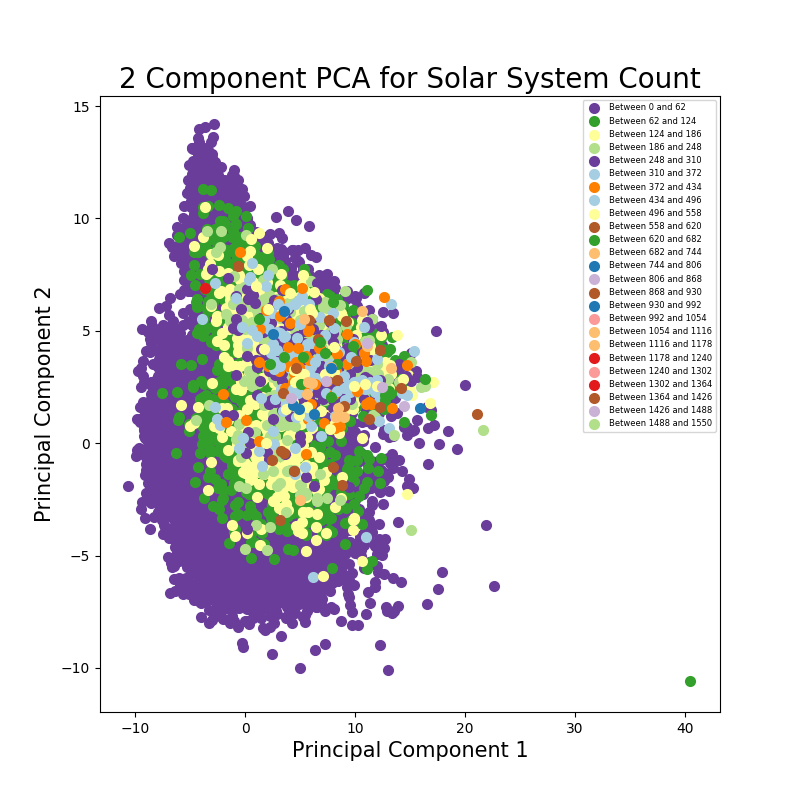 2 Component PCA for Solar System Count
15
10
5
0
−5
−10
Principal Component 2
−10
0
10
20
30
40
Principal Component 1
Between 0 and 62
Between 62 and 124
Between 124 and 186
Between 186 and 248
Between 248 and 310
Between 310 and 372
Between 372 and 434
Between 434 and 496
Between 496 and 558
Between 558 and 620
Between 620 and 682
Between 682 and 744
Between 744 and 806
Between 806 and 868
Between 868 and 930
Between 930 and 992
Between 992 and 1054
Between 1054 and 1116
Between 1116 and 1178
Between 1178 and 1240
Between 1240 and 1302
Between 1302 and 1364
Between 1364 and 1426
Between 1426 and 1488
Between 1488 and 1550